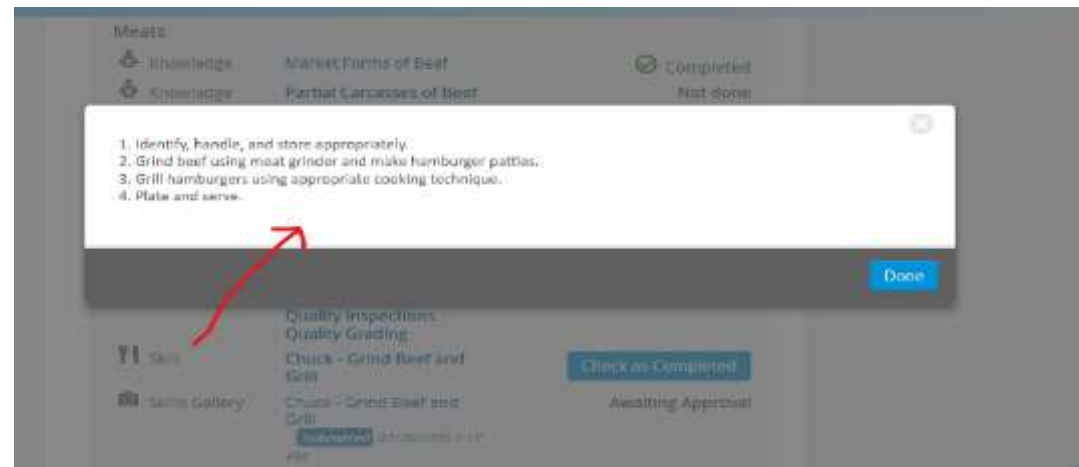 Meats
Knowledge Market Forms of Beef Completed
Knowledge Partial Carcasses of Beef Not done
1. Identify, handle, and store appropriately.
2. Grind beef using meat grinder and make hamburger patties.
3. Grill hamburgers using appropriate cooking technique.
4. Plate and serve.
Done
Quality Inspections
Quality Grading
Skill Chuck - Grind Beef and Check as Completed
Grill
Skills Gallery Chuck - Grind Beef and Awaiting Approval
Grill
Submitted
PM